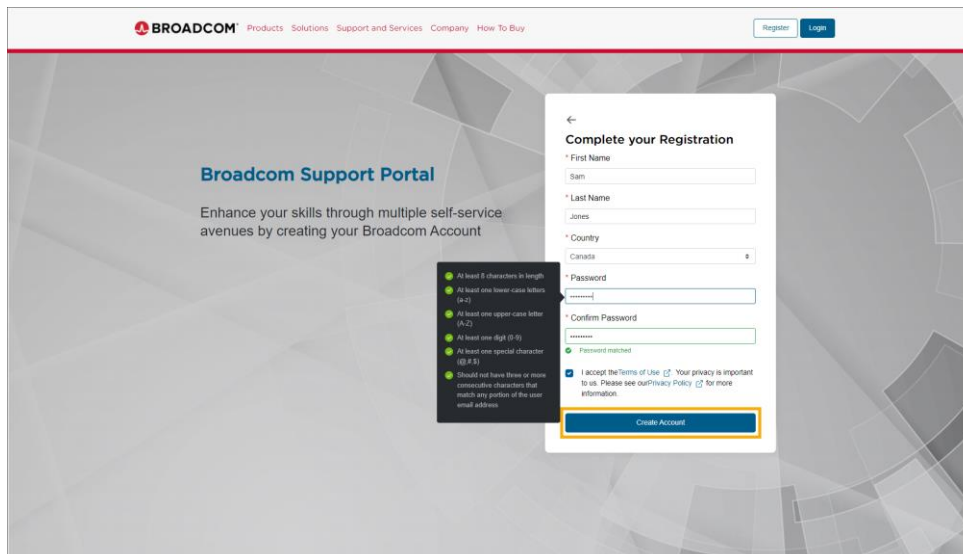 BROADCOM Products Solutions Support and Services Company How To Buy Register Login
Broadcom Support Portal
Enhance your skills through multiple self-service
avenues by creating your Broadcom Account
Complete your Registration
* First Name
Sam
* Last Name
Jones
* Country
Canada
* Password
* Confirm Password
Password matched
At least 8 characters in length
At least one lower-case letters
(a-z)
At least one upper-case letter
(A-Z)
At least one digit (0-9)
At least one special character
(@,#,$)
Should not have three or more
consecutive characters that
match any portion of the user
email address
I accept theTerms of Use Your privacy is important
to us. Please see ourPrivacy Policy for more
information.
Create Account